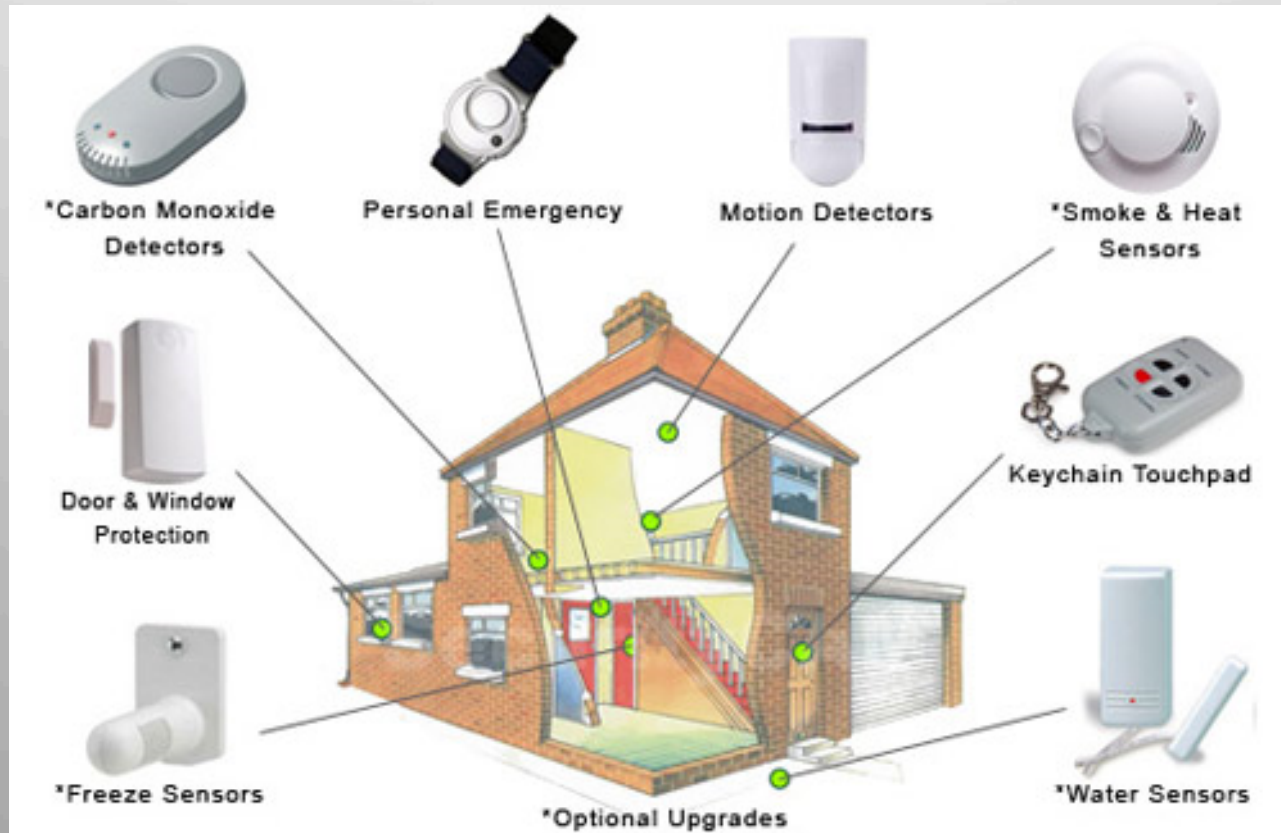 *Carbon Monoxide
Detectors
Personal Emergency
Motion Detectors
*Smoke & Heat
Sensors
Door & Window
Protection
Keychain Touchpad
*Freeze Sensors
*Optional Upgrades
*Water Sensors